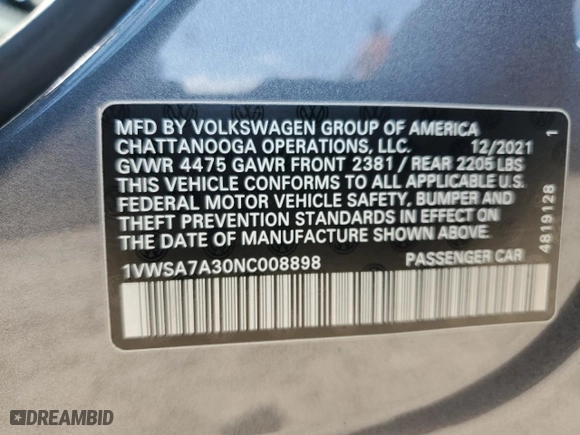 MFD BY VOLKSWAGEN GROUP OF AMERICA
CHATTANOOGA OPERATIONS, LLC. 12/2021
GVWR 4475 GAWR FRONT 2381 / REAR 2205 LBS
THIS VEHICLE CONFORMS TO ALL APPLICABLE U.S.
FEDERAL MOTOR VEHICLE SAFETY, BUMPER AND
THEFT PREVENTION STANDARDS IN EFFECT ON
THE DATE OF MANUFACTURE SHOWN ABOVE.
1VWSA7A30NC008898 PASSENGER CAR
4819128 1
DREAMBID